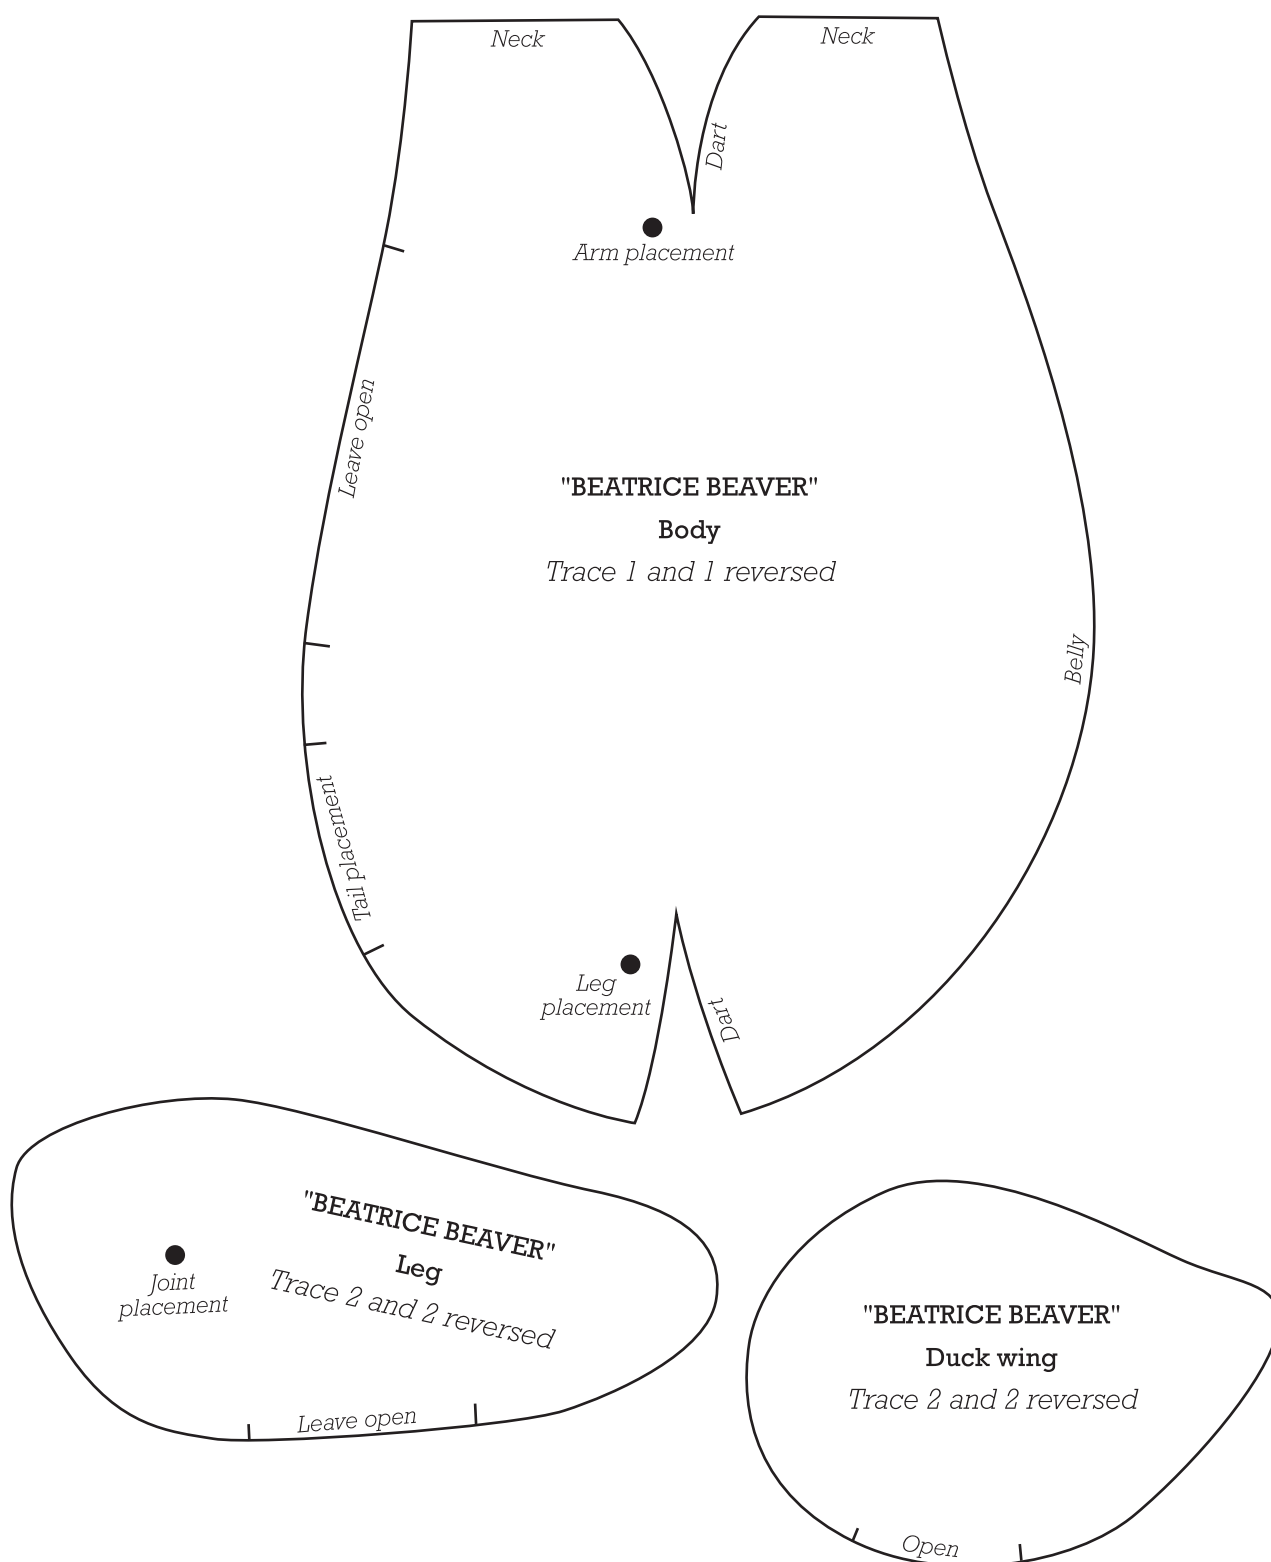 Neck
Neck
Dart
Arm placement
Leave open
"BEATRICE BEAVER"
Body
Trace 1 and 1 reversed
Belly
Tail placement
Leg
placement
Dart
"BEATRICE BEAVER"
Leg
Trace 2 and 2 reversed
Joint
placement
Leave open
"BEATRICE BEAVER"
Duck wing
Trace 2 and 2 reversed
Open